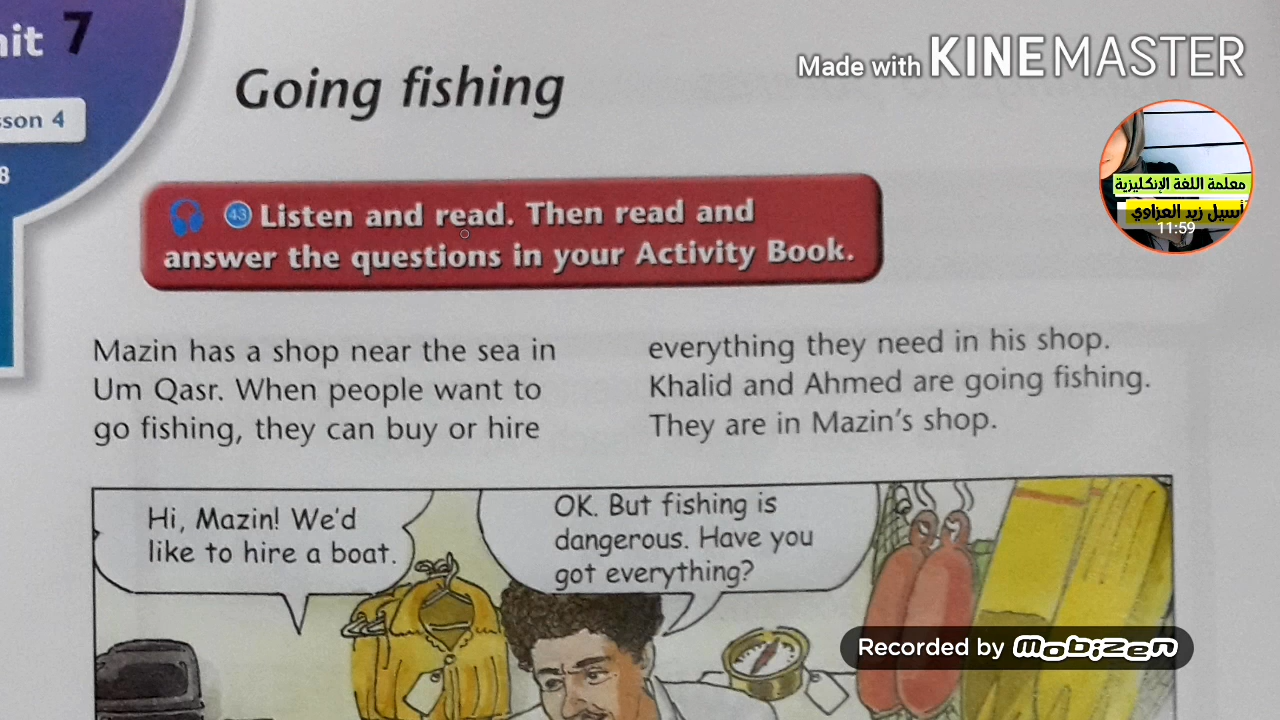 nit 7
sson 4
8
Going fishing
43 Listen and read. Then read and
answer the questions in your Activity Book.
Mazin has a shop near the sea in
Um Qasr. When people want to
go fishing, they can buy or hire
everything they need in his shop.
Khalid and Ahmed are going fishing.
They are in Mazin's shop.
Hi, Mazin! We'd
like to hire a boat.
OK. But fishing is
dangerous. Have you
got everything?
Made with KINEMASTER
معلمة اللغة الإنكليزية
أسيل زيد العزاوي
11:59
Recorded by mobizen